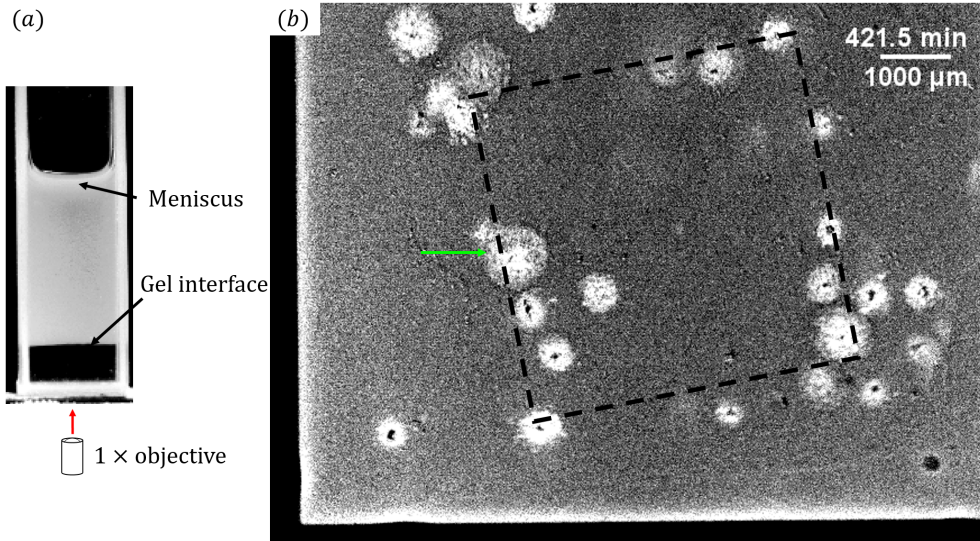 (a)
Meniscus
Gel interface
1 × objective
(b)
421.5 min
1000 μm